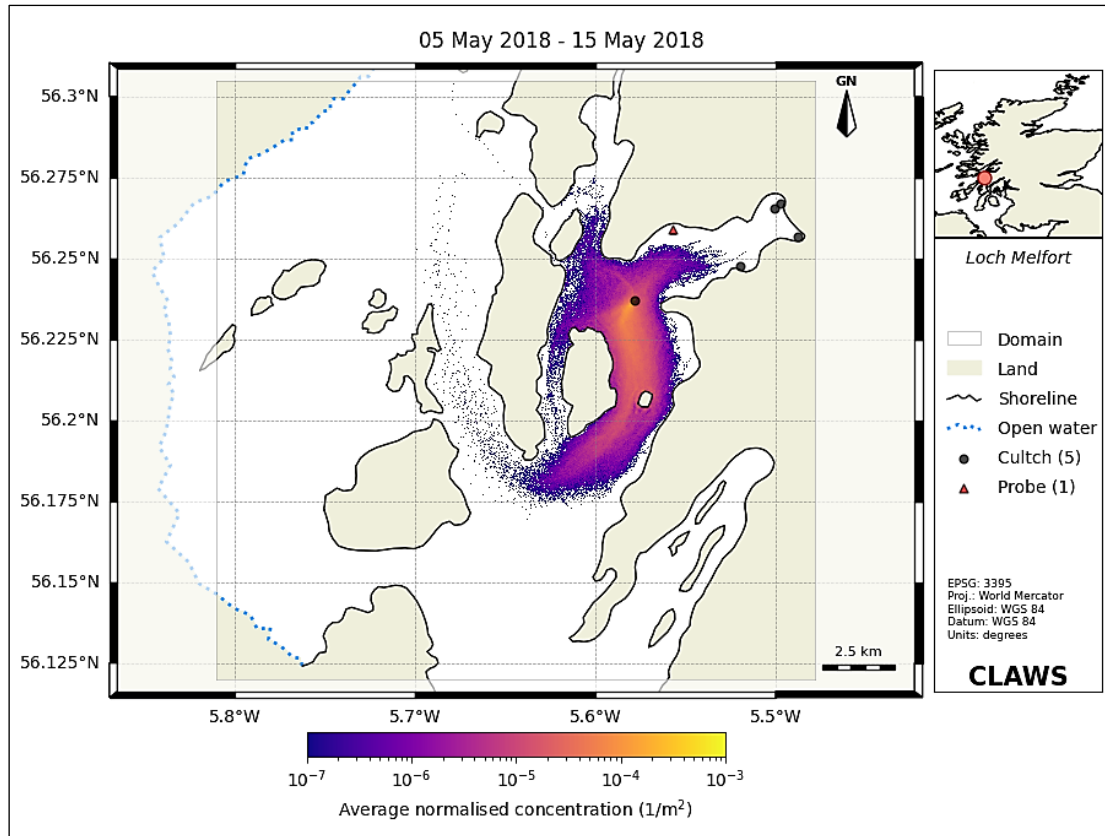 05 May 2018 - 15 May 2018
56.3°N
56.275°N
56.25°N
56.225°N
56.2°N
56.175°N
56.15°N
56.125°N
5.8°W
5.7°W
5.6°W
5.5°W
GN
2.5 km
Loch Melfort
Domain
Land
Shoreline
Open water
Cultch (5)
Probe (1)
EPSG: 3395
Proj.: World Mercator
Ellipsoid: WGS 84
Datum: WGS 84
Units: degrees
CLAWS
10⁻⁷
10⁻⁶
10⁻⁵
10⁻⁴
10⁻³
Average normalised concentration (1/m²)